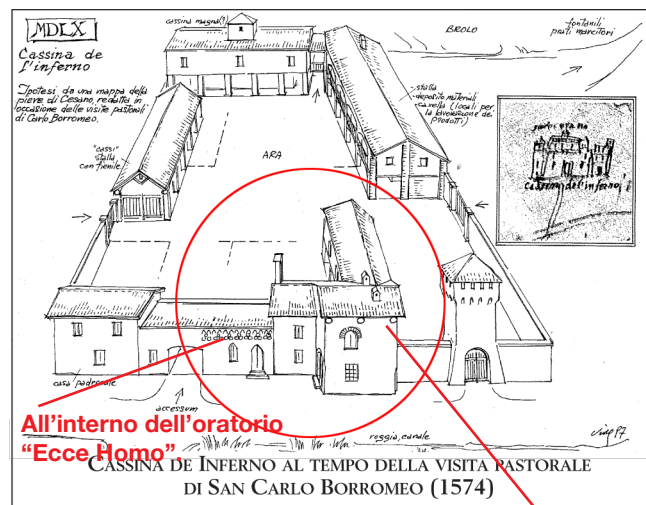 MDLX
Cassina de
l'inferno
Ipotesi da una mappa della
pieve di Cesano, redatta in
occasione delle visite pastorali
di Carlo Borromeo.
cassina magna(?)
BROLO
fontanili
prati marcitori
stalla
deposito materiali
casella (locali per
la lavorazione dei
prodotti)
"cassi"
stalla
con fienile
ARA
cassina del'inferno
casa padronale
accessum
roggia, canale
All'interno dell'oratorio
"Ecce Homo".
CASSINA DE INFERNO AL TEMPO DELLA VISITA PASTORALE
DI SAN CARLO BORROMEO (1574)